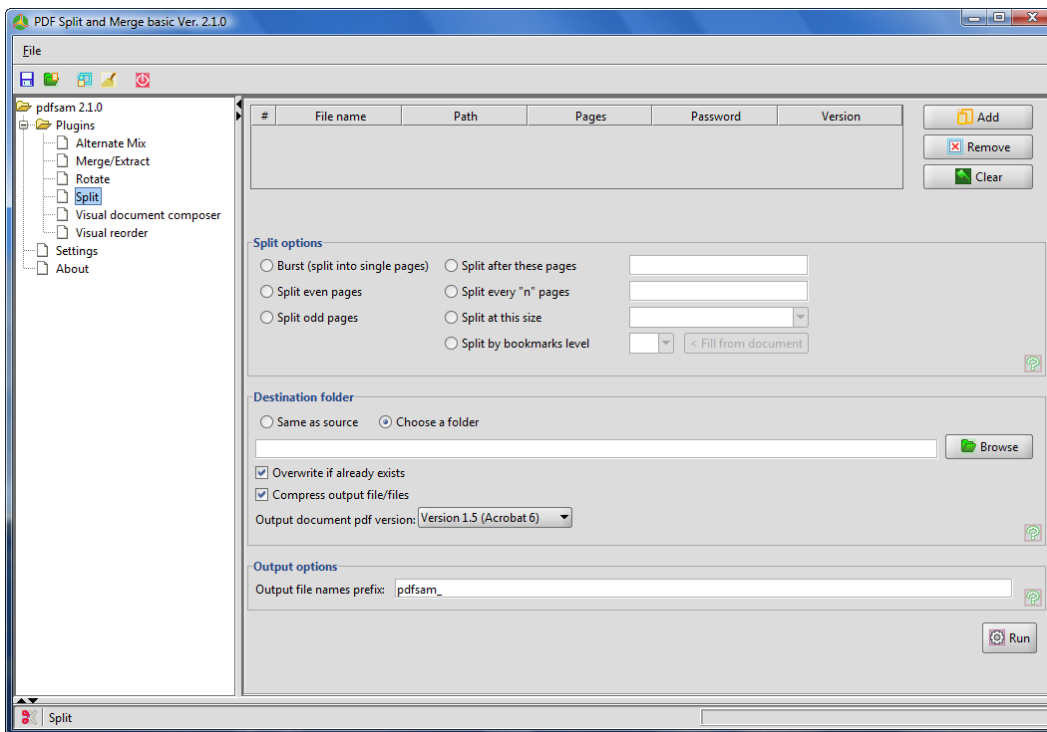 PDF Split and Merge basic Ver. 2.1.0
File
pdfsam 2.1.0
Plugins
Alternate Mix
Merge/Extract
Rotate
Split
Visual document composer
Visual reorder
Settings
About
# File name Path Pages Password Version
Add
Remove
Clear
Split options
Burst (split into single pages) Split after these pages
Split even pages Split every "n" pages
Split odd pages Split at this size
Split by bookmarks level < Fill from document
Destination folder
Same as source Choose a folder
Browse
Overwrite if already exists
Compress output file/files
Output document pdf version: Version 1.5 (Acrobat 6)
Output options
Output file names prefix: pdfsam_
Run
Split